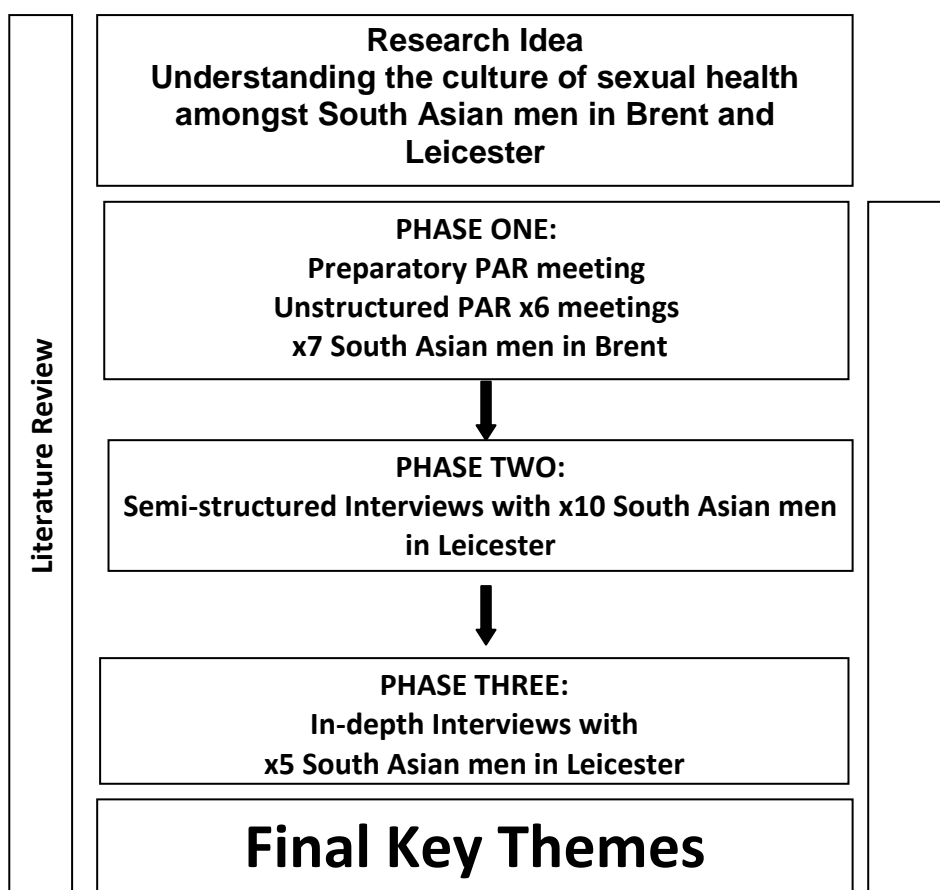 Literature Review
Research Idea
Understanding the culture of sexual health
amongst South Asian men in Brent and
Leicester
PHASE ONE:
Preparatory PAR meeting
Unstructured PAR x6 meetings
x7 South Asian men in Brent
PHASE TWO:
Semi-structured Interviews with x10 South Asian men
in Leicester
PHASE THREE:
In-depth Interviews with
x5 South Asian men in Leicester
Final Key Themes